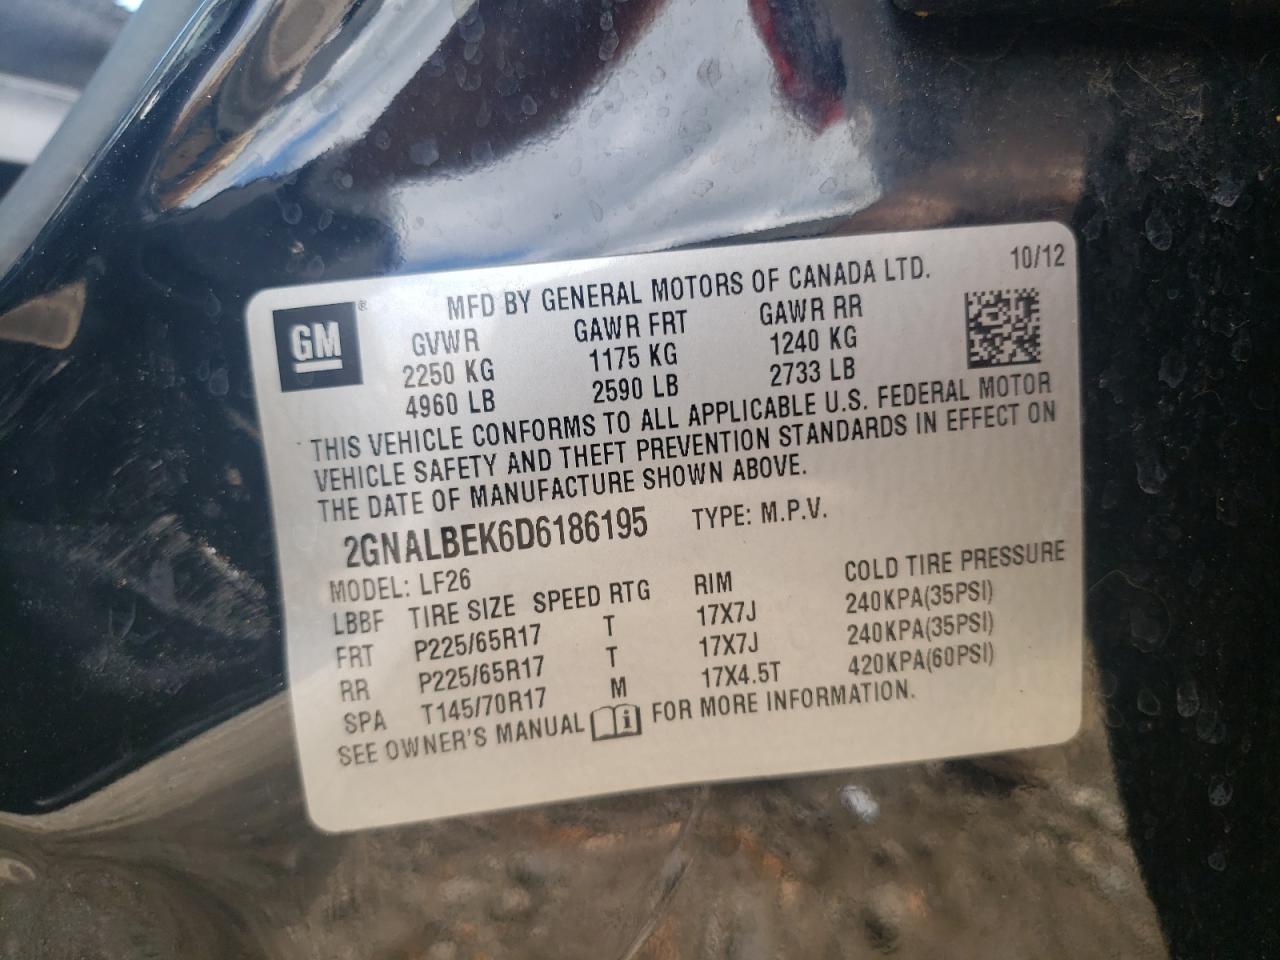 MFD BY GENERAL MOTORS OF CANADA LTD. 10/12
GM ®
GVWR GAWR FRT GAWR RR
2250 KG 1175 KG 1240 KG
4960 LB 2590 LB 2733 LB
THIS VEHICLE CONFORMS TO ALL APPLICABLE U.S. FEDERAL MOTOR
VEHICLE SAFETY AND THEFT PREVENTION STANDARDS IN EFFECT ON
THE DATE OF MANUFACTURE SHOWN ABOVE.
2GNALBEK6D6186195 TYPE: M.P.V.
MODEL: LF26
LBBF TIRE SIZE SPEED RTG RIM COLD TIRE PRESSURE
FRT P225/65R17 T 17X7J 240KPA(35PSI)
RR P225/65R17 T 17X7J 240KPA(35PSI)
SPA T145/70R17 M 17X4.5T 420KPA(60PSI)
SEE OWNER'S MANUAL FOR MORE INFORMATION.